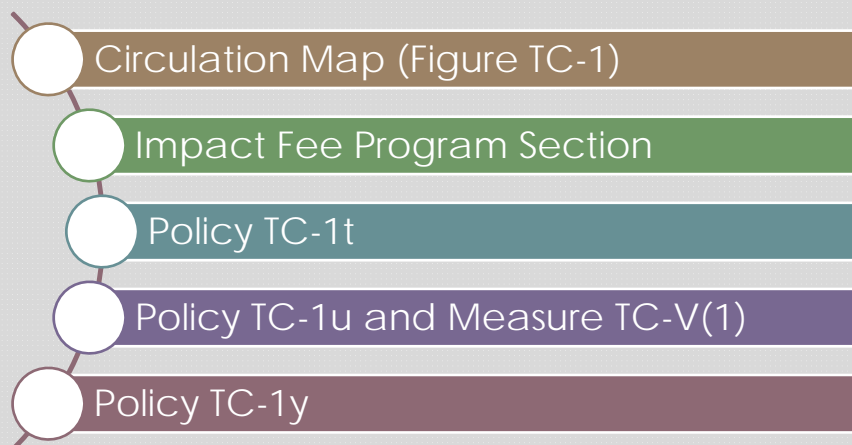 Circulation Map (Figure TC-1)
Impact Fee Program Section
Policy TC-1t
Policy TC-1u and Measure TC-V(1)
Policy TC-1y